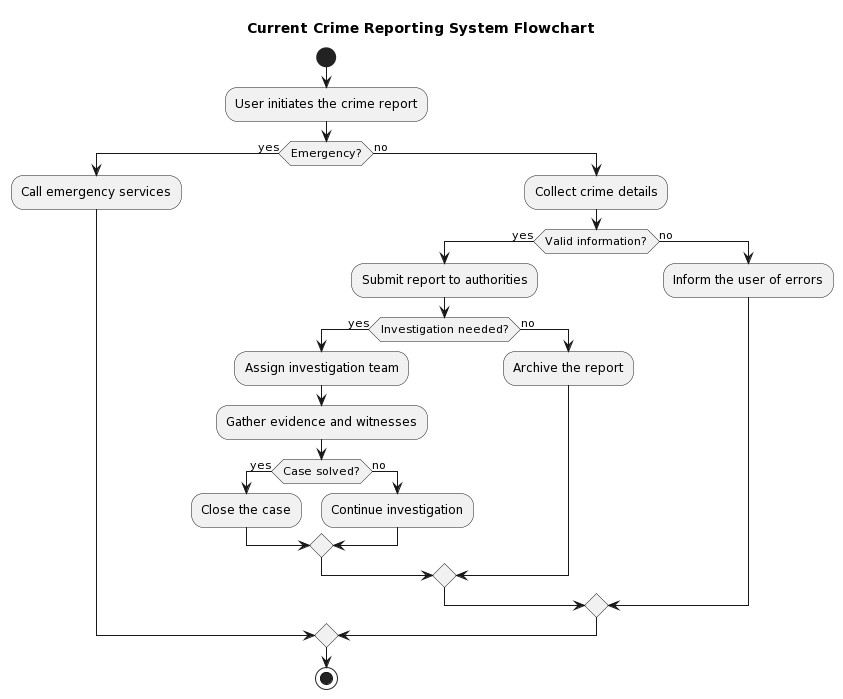 Current Crime Reporting System Flowchart
User initiates the crime report
yes
Emergency?
no
Call emergency services
Collect crime details
yes
Valid information?
no
Submit report to authorities
Inform the user of errors
yes
Investigation needed?
no
Assign investigation team
Archive the report
Gather evidence and witnesses
yes
Case solved?
no
Close the case
Continue investigation